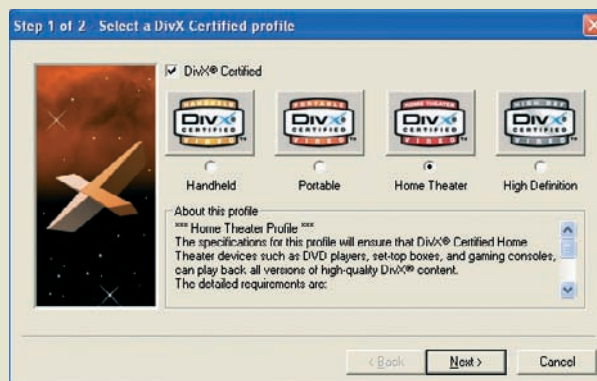 Step 1 of 2 - Select a DivX Certified profile
DivX® Certified
HANDHELD
DivX
CERTIFIED
VIDEO
PORTABLE
DivX
CERTIFIED
VIDEO
HOME THEATER
DivX
CERTIFIED
VIDEO
HIGH DEF
DivX
CERTIFIED
VIDEO
Handheld
Portable
Home Theater
High Definition
About this profile
*** Home Theater Profile ***
The specifications for this profile will ensure that DivX® Certified Home
Theater devices such as DVD players, set-top boxes, and gaming consoles,
can play back all versions of high-quality DivX® content.
The detailed requirements are:
< Back
Next >
Cancel